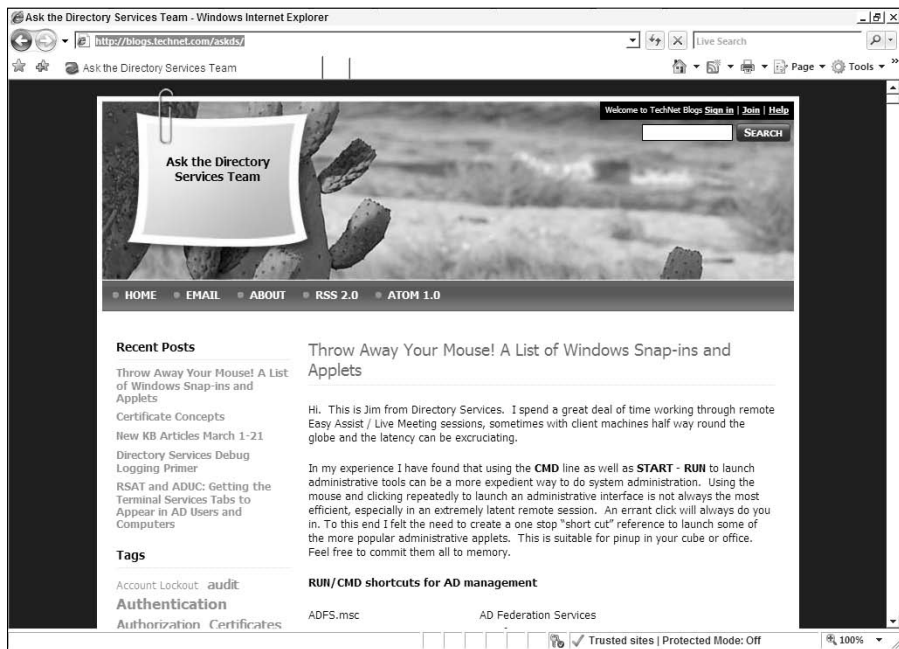 Ask the Directory Services Team - Windows Internet Explorer
http://blogs.technet.com/askds/
Live Search
Ask the Directory Services Team
Page
Tools
Welcome to TechNet Blogs Sign in | Join | Help
SEARCH
Ask the Directory
Services Team
HOME EMAIL ABOUT RSS 2.0 ATOM 1.0
Recent Posts
Throw Away Your Mouse! A List
of Windows Snap-ins and
Applets
Certificate Concepts
New KB Articles March 1-21
Directory Services Debug
Logging Primer
RSAT and ADUC: Getting the
Terminal Services Tabs to
Appear in AD Users and
Computers
Tags
Account Lockout audit
Authentication
Authorization Certificates
Throw Away Your Mouse! A List of Windows Snap-ins and
Applets
Hi. This is Jim from Directory Services. I spend a great deal of time working through remote
Easy Assist / Live Meeting sessions, sometimes with client machines half way round the
globe and the latency can be excruciating.
In my experience I have found that using the CMD line as well as START - RUN to launch
administrative tools can be a more expedient way to do system administration. Using the
mouse and clicking repeatedly to launch an administrative interface is not always the most
efficient, especially in an extremely latent remote session. An errant click will always do you
in. To this end I felt the need to create a one stop “short cut” reference to launch some of
the more popular administrative applets. This is suitable for pinup in your cube or office.
Feel free to commit them all to memory.
RUN/CMD shortcuts for AD management
ADFS.msc AD Federation Services
Trusted sites | Protected Mode: Off
100%